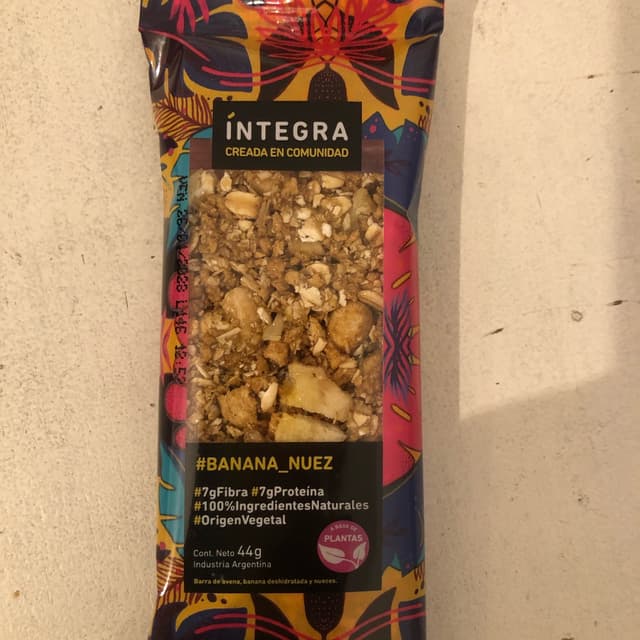 ÍNTEGRA
CREADA EN COMUNIDAD
#BANANA_NUEZ
#7gFibra #7gProteína
#100%IngredientesNaturales
#OrigenVegetal
A BASE DE
PLANTAS
Cont. Neto 44g
Industria Argentina
Barra de avena, banana deshidratada y nueces.